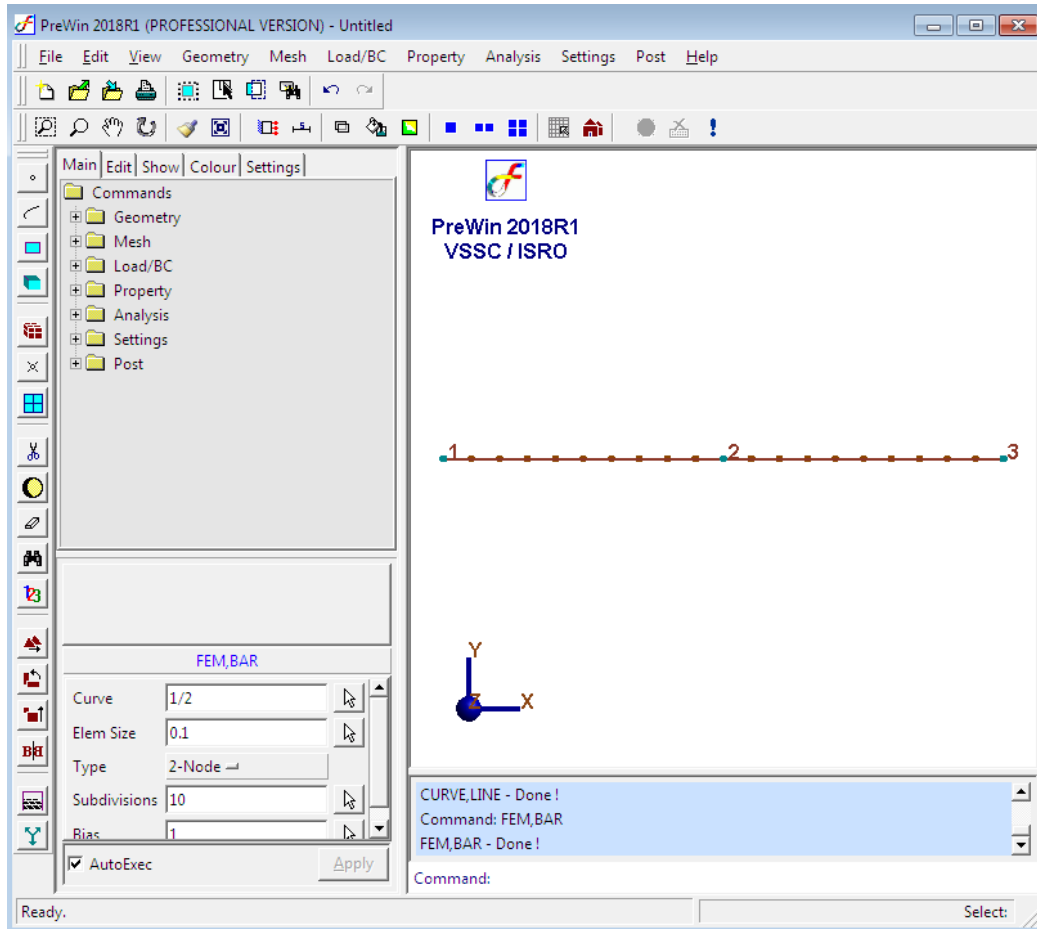 PreWin 2018R1 (PROFESSIONAL VERSION) - Untitled
File Edit View Geometry Mesh Load/BC Property Analysis Settings Post Help
Main Edit Show Colour Settings
Commands
Geometry
Mesh
Load/BC
Property
Analysis
Settings
Post
123
BB
FEM,BAR
Curve 1/2
Elem Size 0.1
Type 2-Node
Subdivisions 10
Bias 1
AutoExec Apply
PreWin 2018R1
VSSC / ISRO
1 2 3
Y
Z X
CURVE,LINE - Done !
Command: FEM,BAR
FEM,BAR - Done !
Command:
Ready. Select: